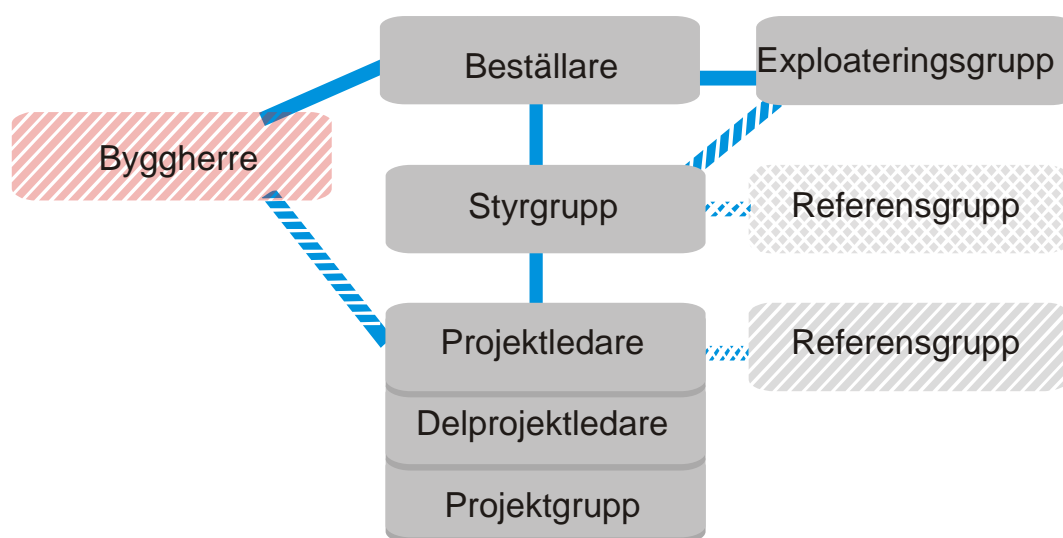 Beställare
Exploateringsgrupp
Byggherre
Styrgrupp
Referensgrupp
Projektledare
Referensgrupp
Delprojektledare
Projektgrupp